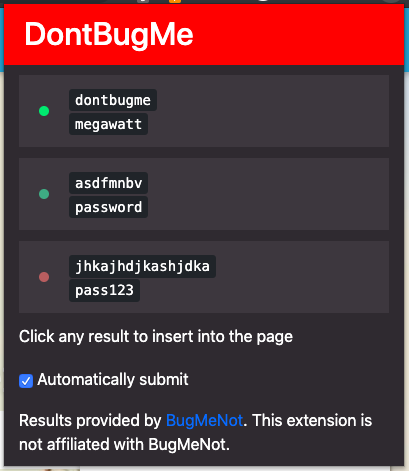 DontBugMe
dontbugme
megawatt
asdfmnbv
password
jhkajhdjkashjdka
pass123
Click any result to insert into the page
Automatically submit
Results provided by BugMeNot. This extension is
not affiliated with BugMeNot.